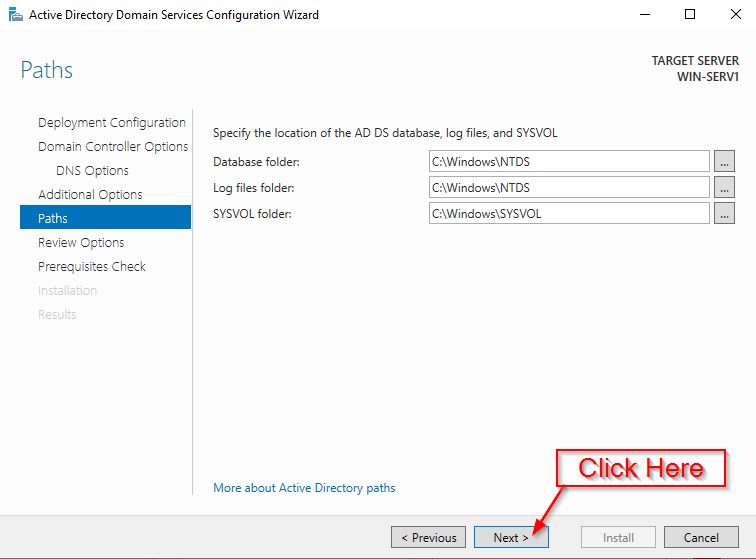 Active Directory Domain Services Configuration Wizard
Paths
TARGET SERVER
WIN-SERV1
Deployment Configuration
Domain Controller Options
DNS Options
Additional Options
Paths
Review Options
Prerequisites Check
Installation
Results
Specify the location of the AD DS database, log files, and SYSVOL
Database folder: C:\Windows\NTDS ...
Log files folder: C:\Windows\NTDS ...
SYSVOL folder: C:\Windows\SYSVOL ...
More about Active Directory paths
Click Here
< Previous Next > Install Cancel